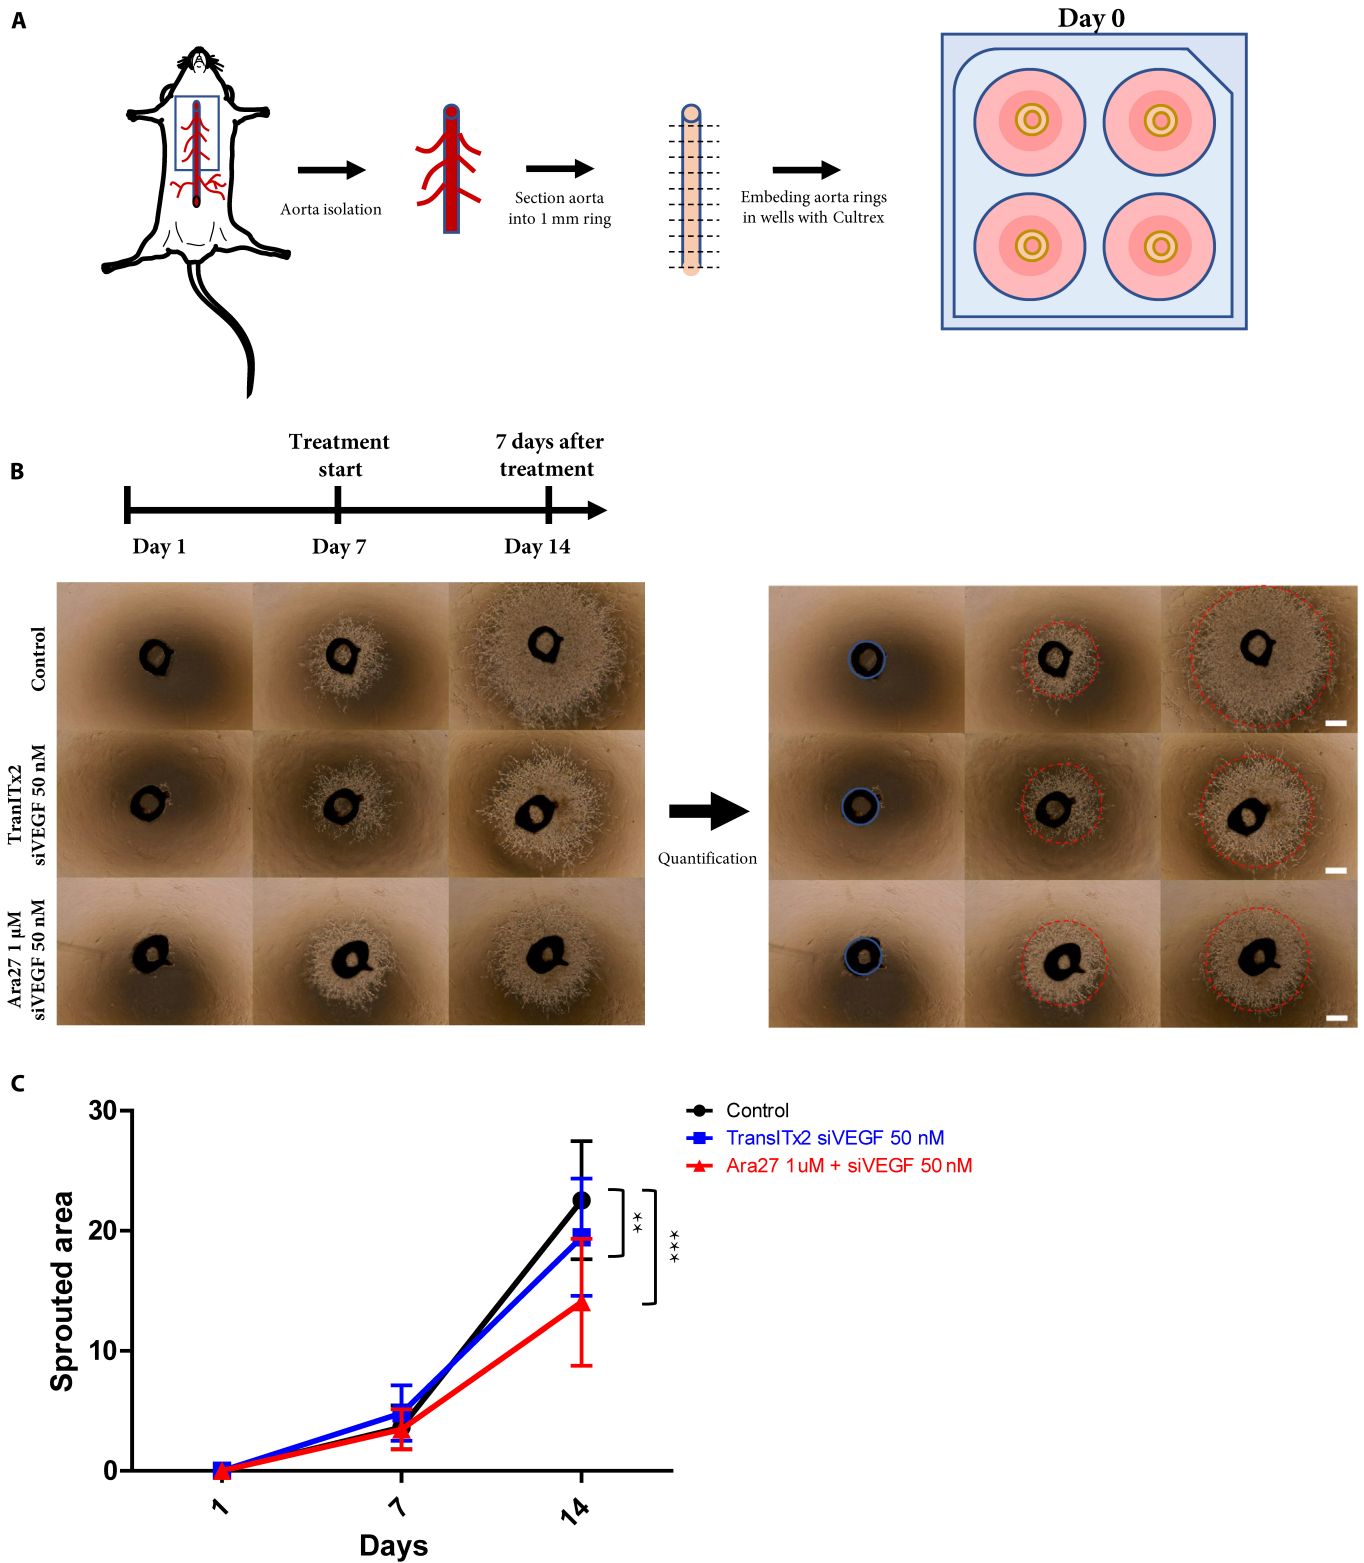 A
Day 0
Aorta isolation
Section aorta
into 1 mm ring
Embeding aorta rings
in wells with Cultrex
B
Treatment
start
7 days after
treatment
Day 1
Day 7
Day 14
Control
TranITx2
siVEGF 50 nM
Ara27 1 μM
siVEGF 50 nM
Quantification
C
Sprouted area
30
20
10
0
1
7
14
Days
Control
TransITx2 siVEGF 50 nM
Ara27 1uM + siVEGF 50 nM
**
***